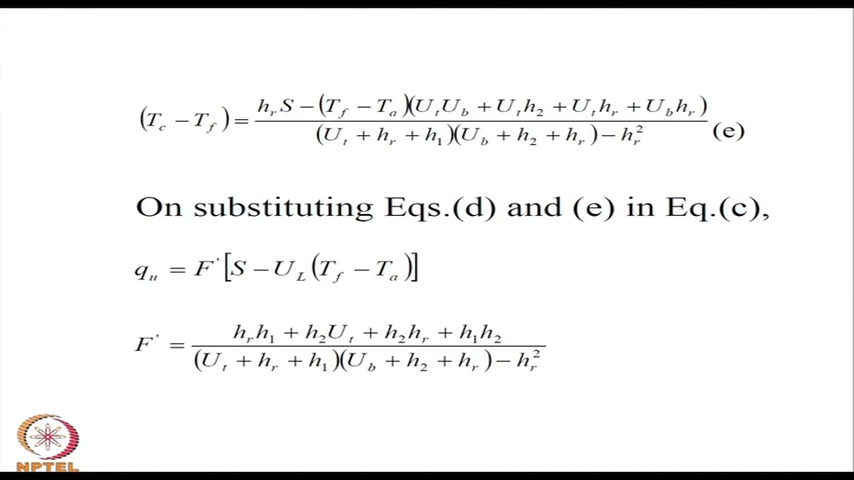 (T_c − T_f) = \frac{h_r S − (T_f − T_a)(U_t U_b + U_t h_2 + U_t h_r + U_b h_r)}{(U_t + h_r + h_1)(U_b + h_2 + h_r) − h_r^2} (e)
On substituting Eqs.(d) and (e) in Eq.(c),
q_u = F' [S − U_L (T_f − T_a)]
F' = \frac{h_r h_1 + h_2 U_t + h_2 h_r + h_1 h_2}{(U_t + h_r + h_1)(U_b + h_2 + h_r) − h_r^2}
NPTEL